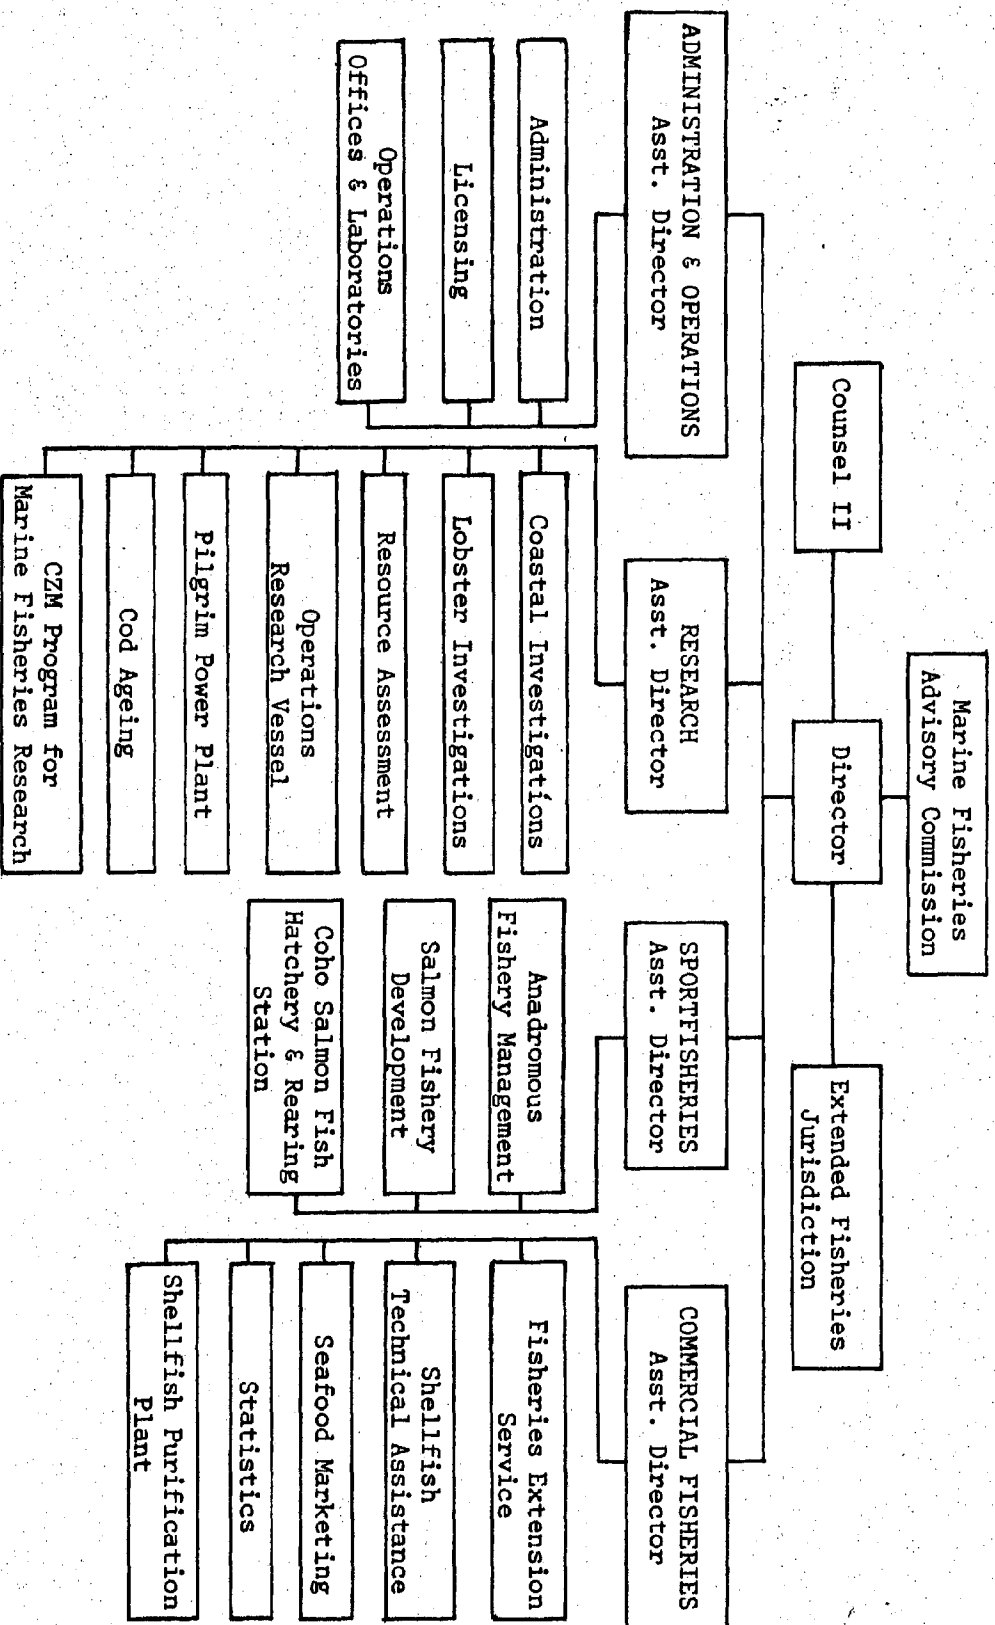 Marine Fisheries
Advisory Commission
Counsel II
Director
Extended Fisheries
Jurisdiction
ADMINISTRATION & OPERATIONS
Asst. Director
Administration
Licensing
Operations
Offices & Laboratories
RESEARCH
Asst. Director
Coastal Investigations
Lobster Investigations
Resource Assessment
Operations
Research Vessel
Pilgrim Power Plant
Cod Ageing
CZM Program for
Marine Fisheries Research
SPORTFISHERIES
Asst. Director
Anadromous
Fishery Management
Salmon Fishery
Development
Coho Salmon Fish
Hatchery & Rearing
Station
COMMERCIAL FISHERIES
Asst. Director
Fisheries Extension
Service
Shellfish
Technical Assistance
Seafood Marketing
Statistics
Shellfish Purification
Plant